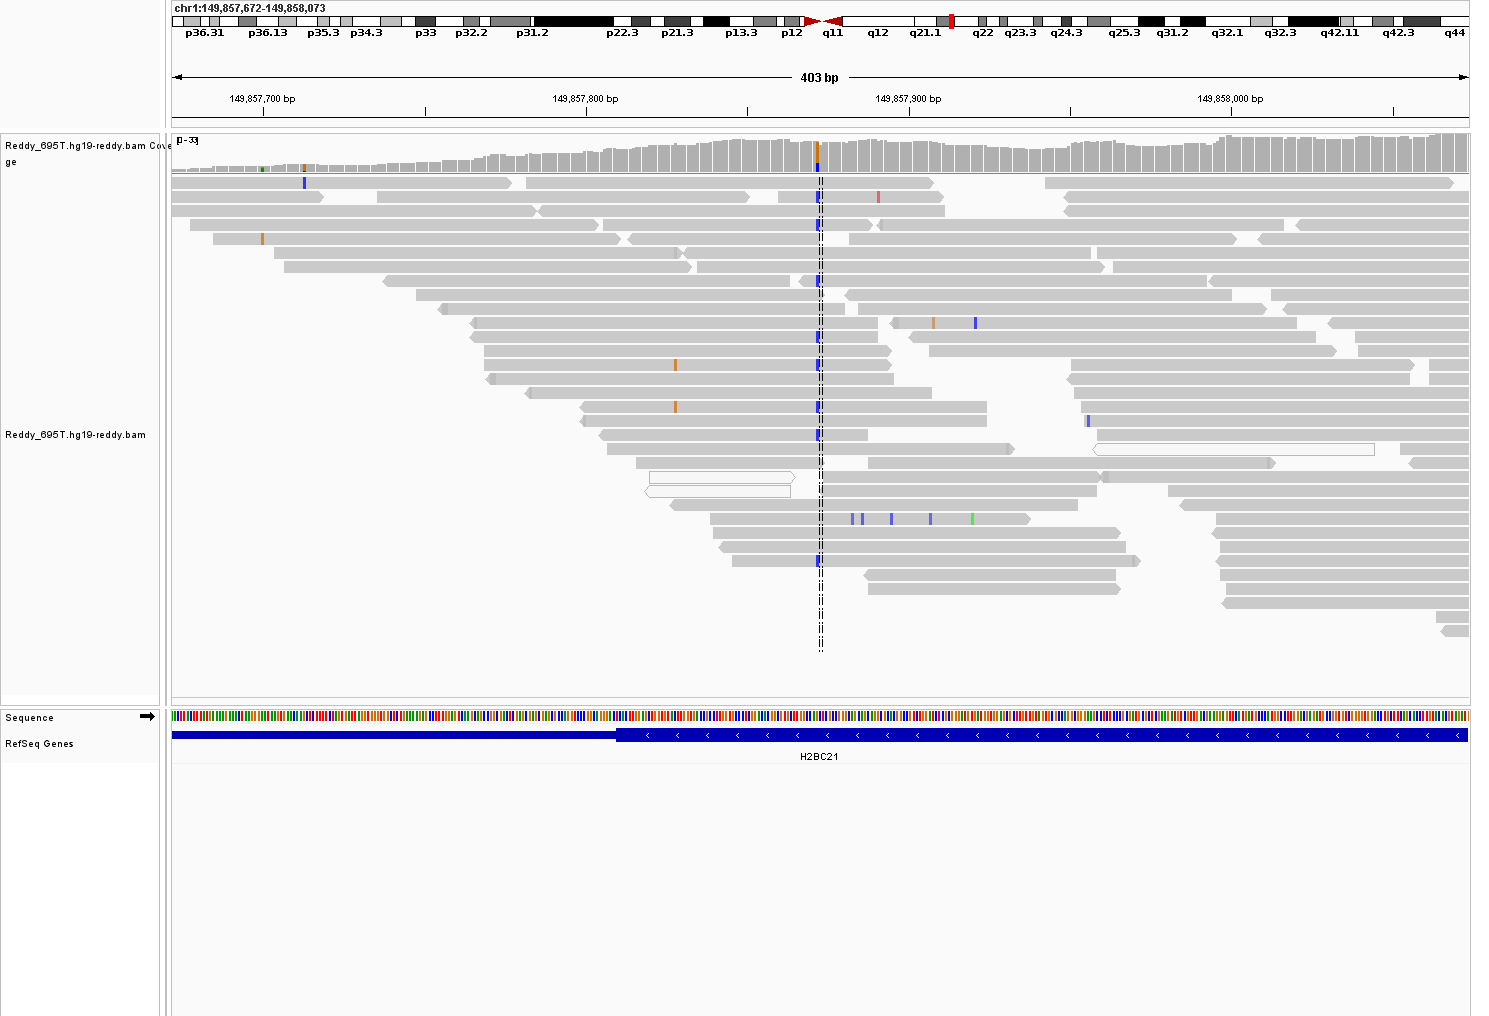 chr1:149,857,672-149,858,073
p36.31 p36.13 p35.3 p34.3 p33 p32.2 p31.2 p22.3 p21.3 p13.3 p12 q11 q12 q21.1 q22 q23.3 q24.3 q25.3 q31.2 q32.1 q32.3 q42.11 q42.3 q44
403 bp
149,857,700 bp 149,857,800 bp 149,857,900 bp 149,858,000 bp
Reddy_695T.hg19-reddy.bam Cove
ge
[0-33]
Reddy_695T.hg19-reddy.bam
Sequence
RefSeq Genes
H2BC21